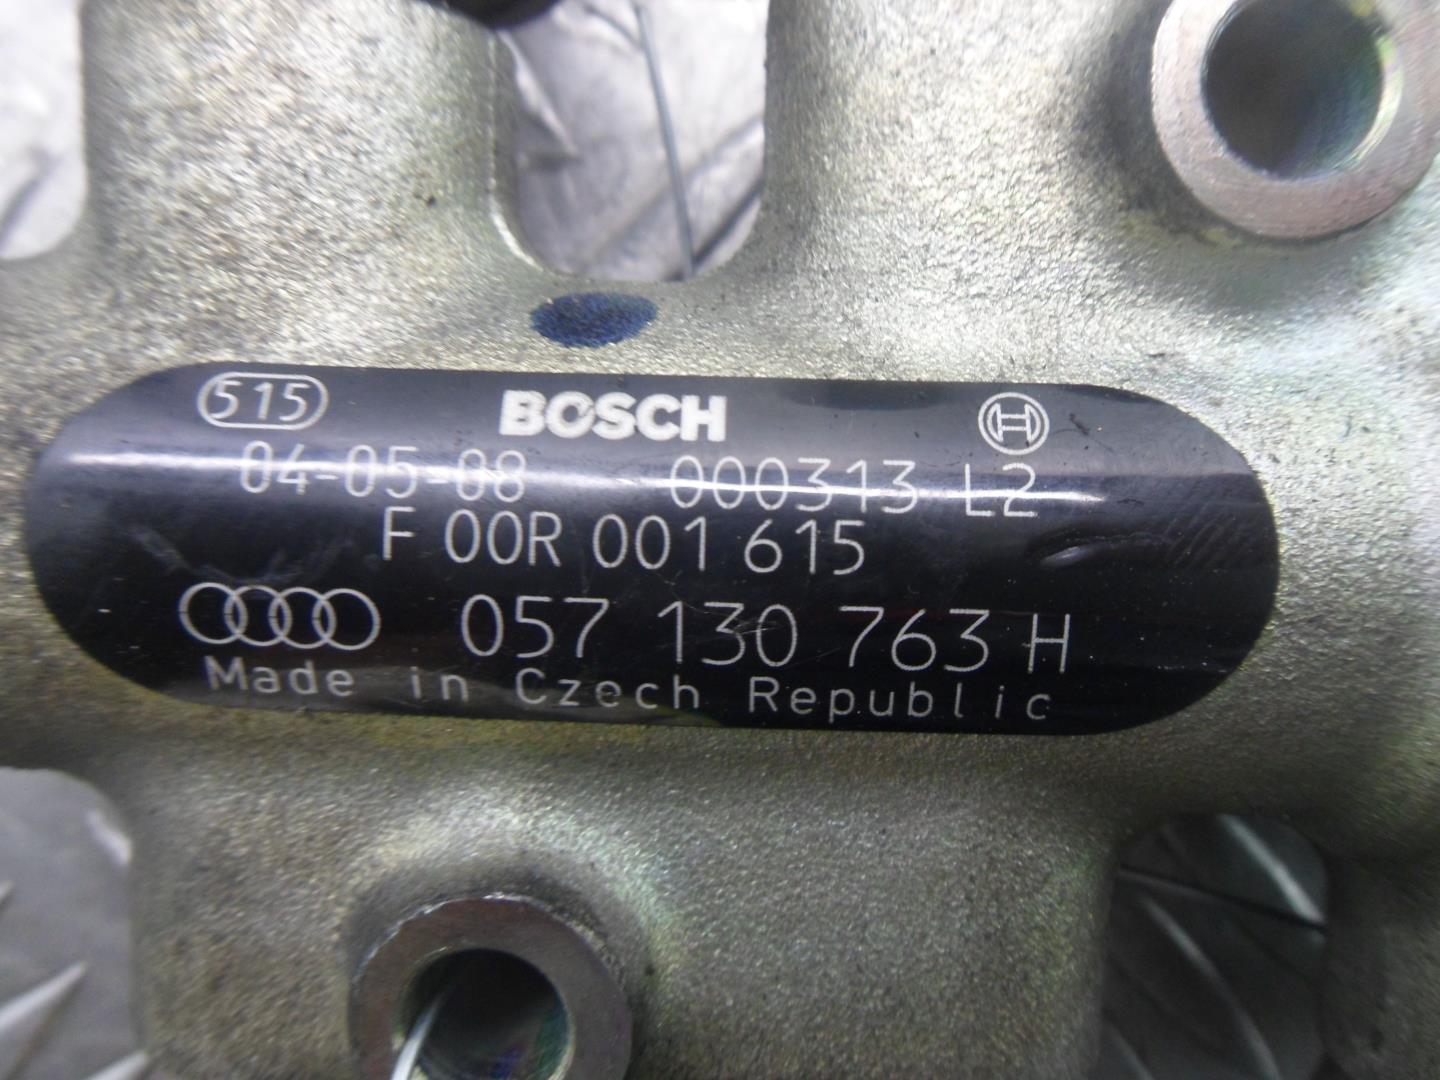 515 BOSCH
04-05-08 000313 L2
F 00R 001 615
057 130 763 H
Made in Czech Republic